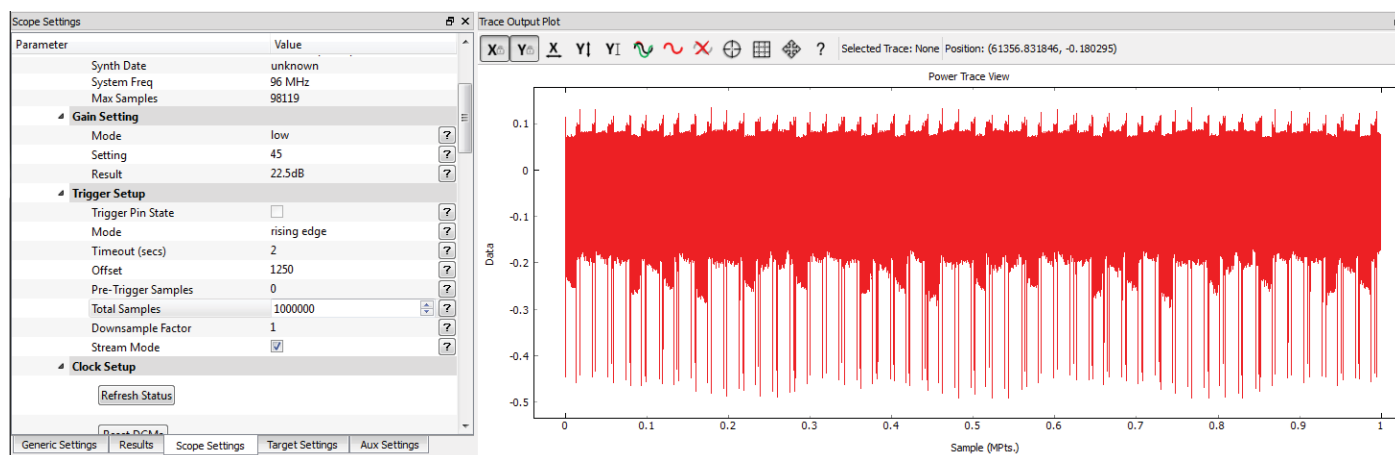 Scope Settings
Parameter Value
Synth Date unknown
System Freq 96 MHz
Max Samples 98119
Gain Setting
Mode low ?
Setting 45 ?
Result 22.5dB ?
Trigger Setup
Trigger Pin State ?
Mode rising edge ?
Timeout (secs) 2 ?
Offset 1250 ?
Pre-Trigger Samples 0 ?
Total Samples 1000000 ?
Downsample Factor 1 ?
Stream Mode ?
Clock Setup
Refresh Status
Reset DCMs
Generic Settings Results Scope Settings Target Settings Aux Settings
Trace Output Plot
X Y X Y Y ? Selected Trace: None Position: (61356.831846, -0.180295)
Power Trace View
0.1
0
-0.1
-0.2
-0.3
-0.4
-0.5
Data
0 0.1 0.2 0.3 0.4 0.5 0.6 0.7 0.8 0.9 1
Sample (MPts.)